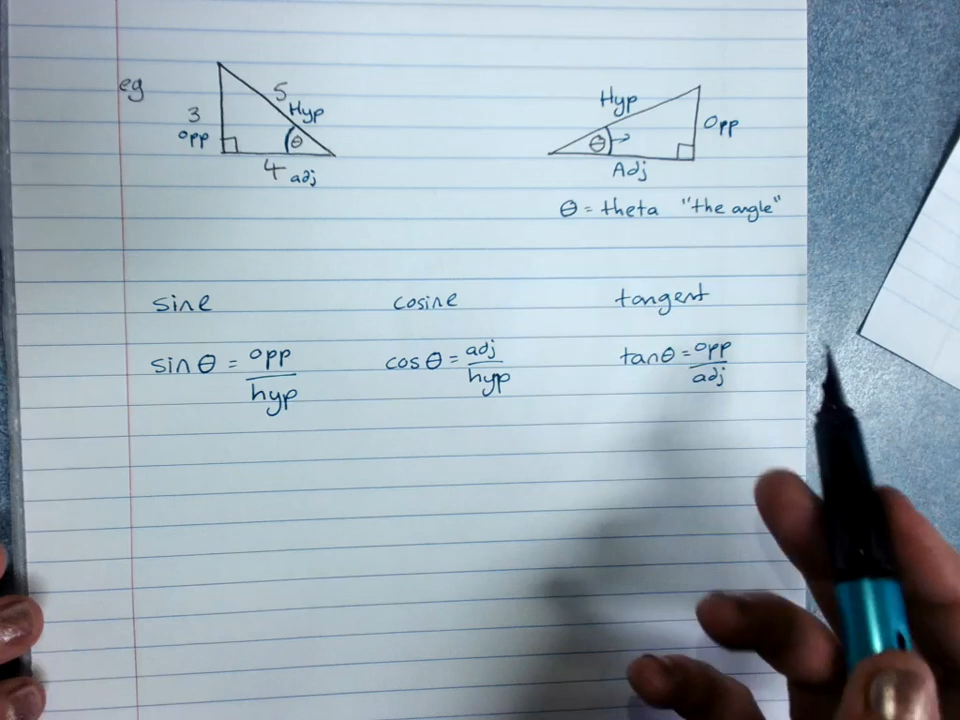 eg
3
opp
5
Hyp
θ
4 adj
Hyp
Opp
θ
Adj
θ = theta "the angle"
sine cosine tangent
sin θ = opp/hyp cos θ = adj/hyp tan θ = opp/adj